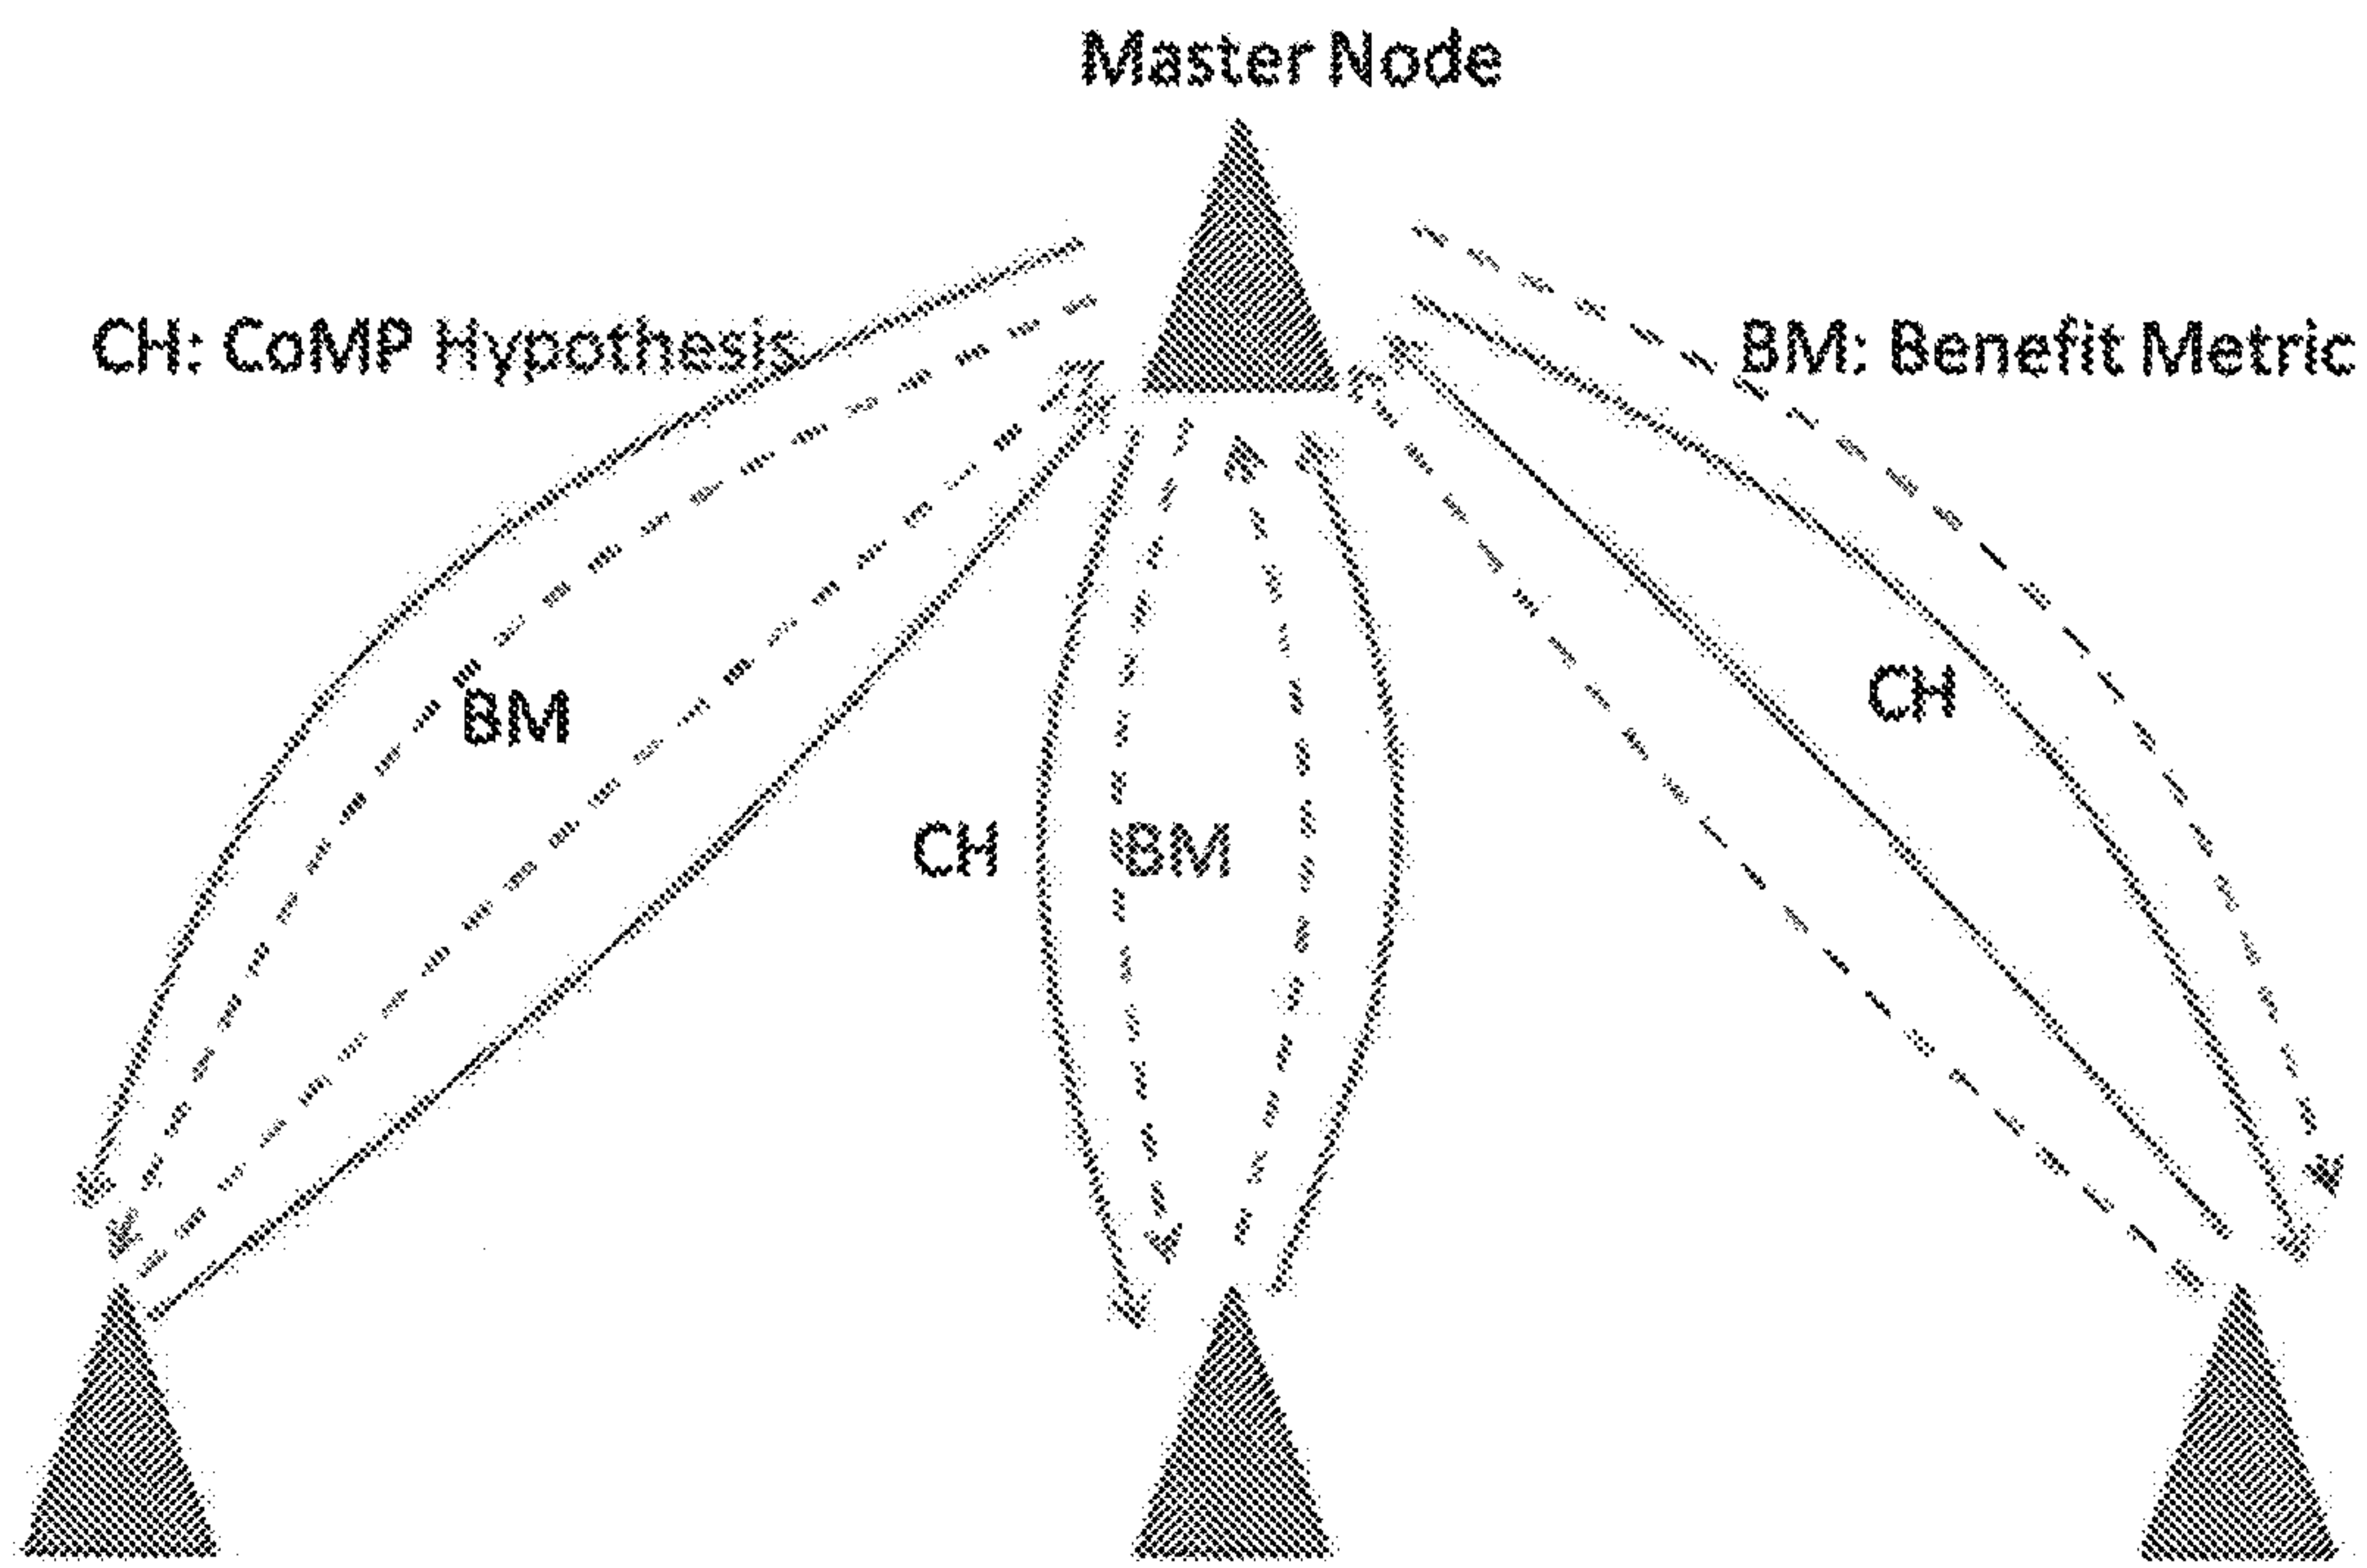 Master Node
CH: CoMP Hypothesis
BM: Benefit Metric
BM
CH
CH
BM